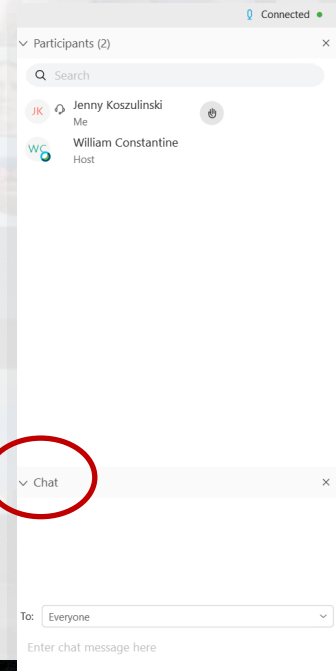 Connected
Participants (2)
Search
JK
Jenny Koszulinski
Me
WC
William Constantine
Host
Chat
To: Everyone
Enter chat message here